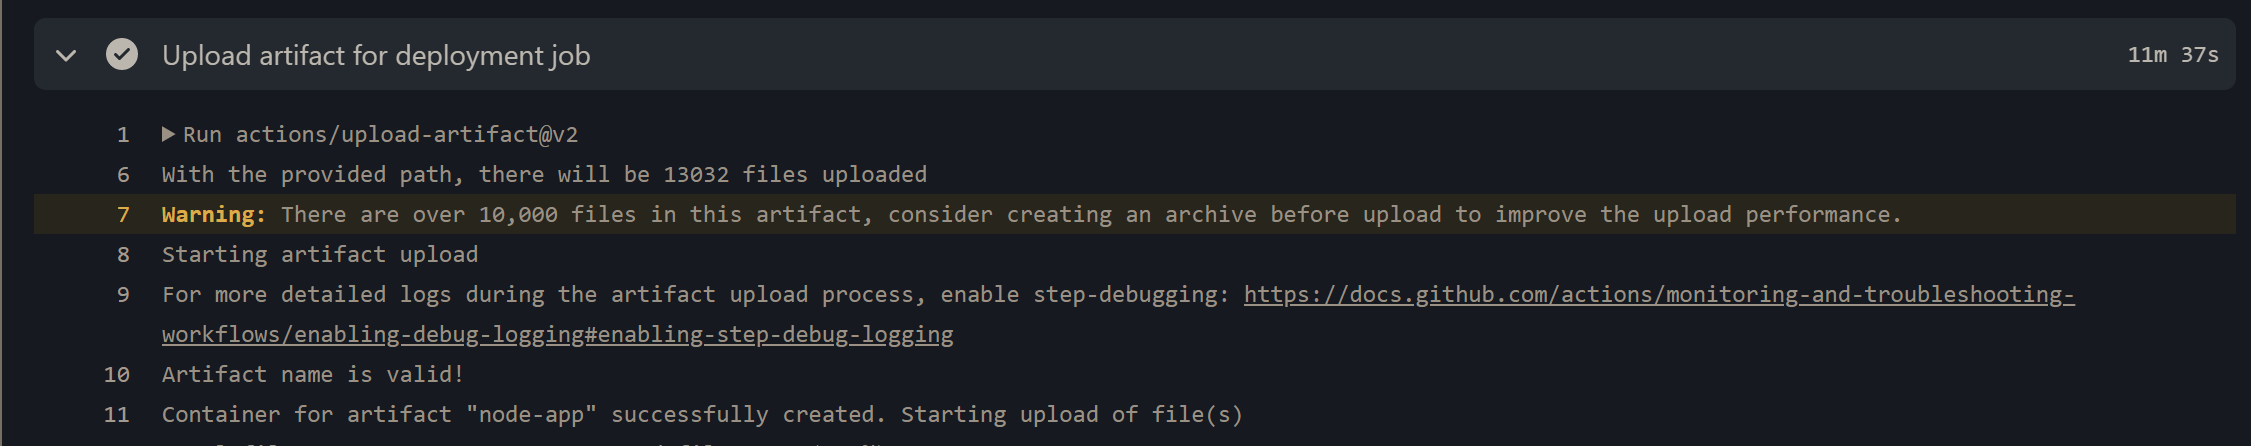 Upload artifact for deployment job 11m 37s
1 Run actions/upload-artifact@v2
6 With the provided path, there will be 13032 files uploaded
7 Warning: There are over 10,000 files in this artifact, consider creating an archive before upload to improve the upload performance.
8 Starting artifact upload
9 For more detailed logs during the artifact upload process, enable step-debugging: https://docs.github.com/actions/monitoring-and-troubleshooting-
workflows/enabling-debug-logging#enabling-step-debug-logging
10 Artifact name is valid!
11 Container for artifact "node-app" successfully created. Starting upload of file(s)